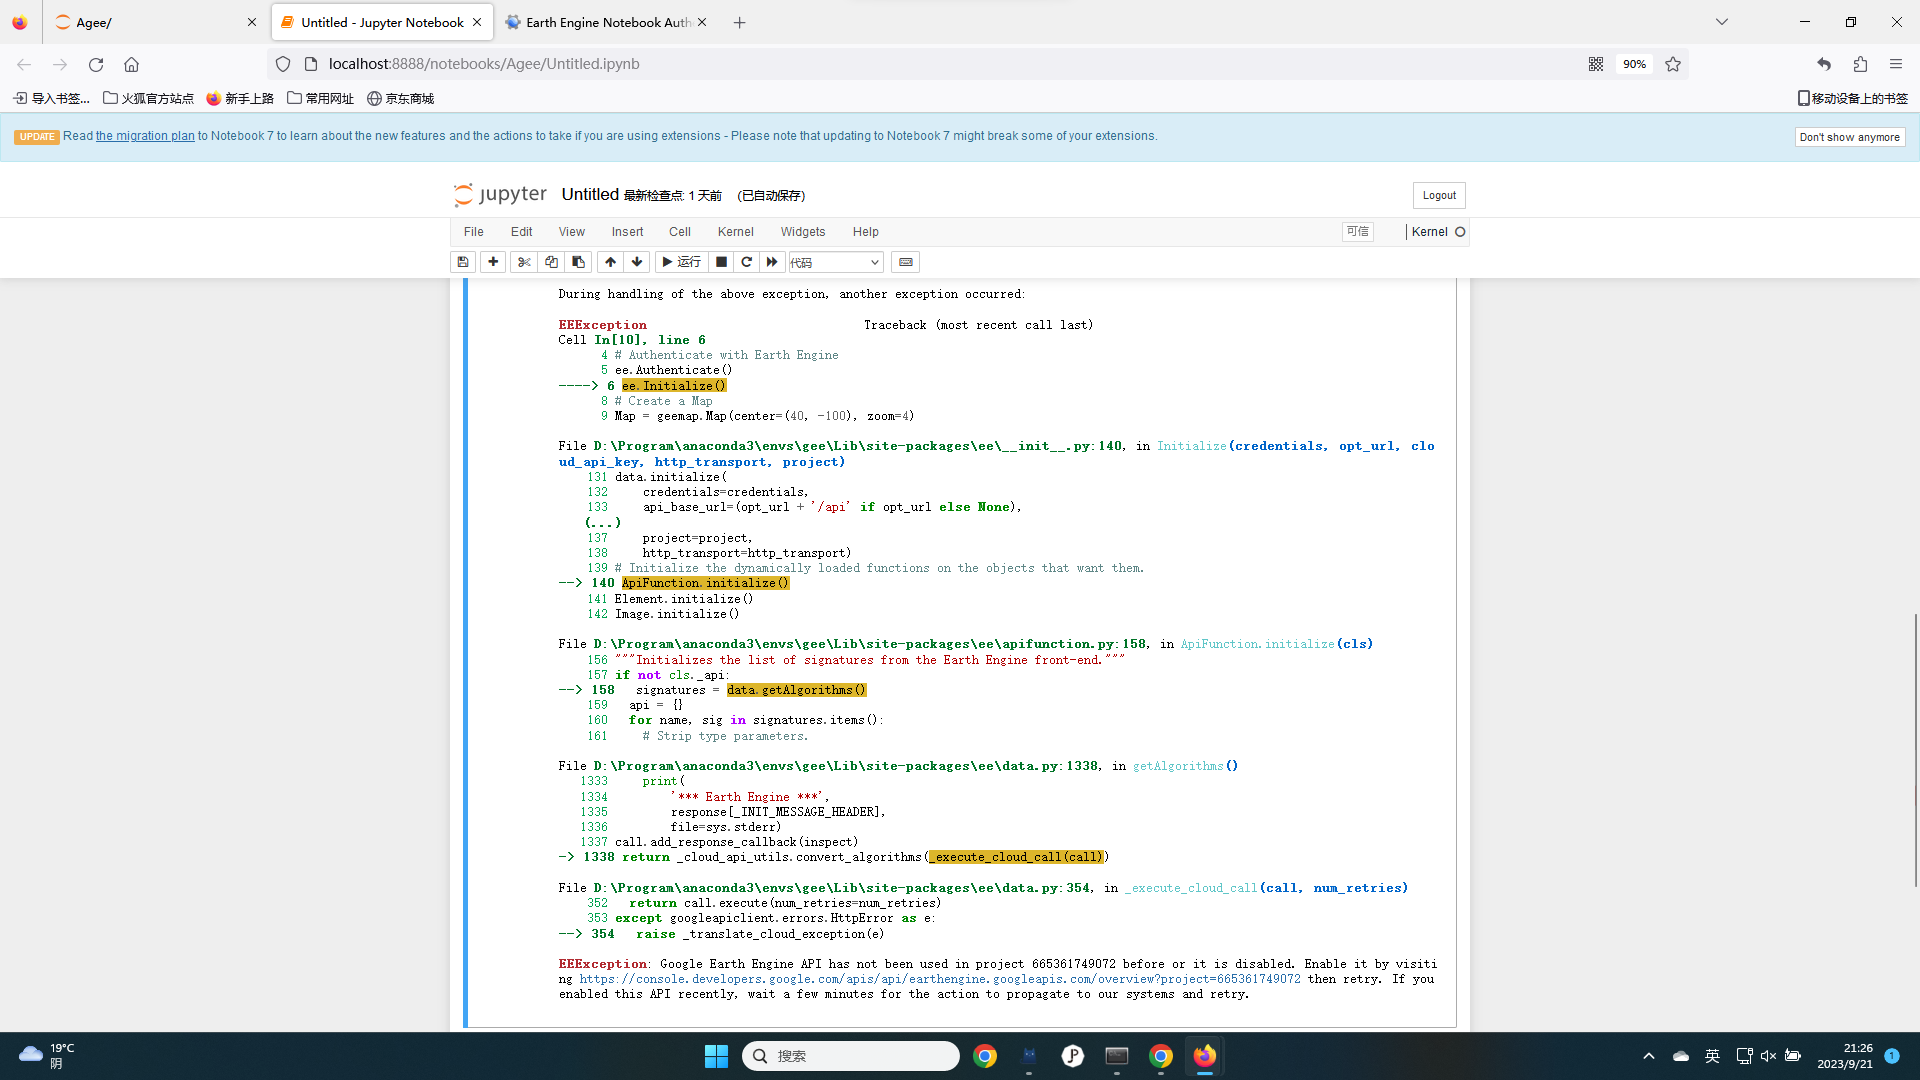 Agee/
Untitled - Jupyter Notebook
Earth Engine Notebook Auth
localhost:8888/notebooks/Agee/Untitled.ipynb
90%
导入书签...
火狐官方站点
新手上路
常用网址
京东商城
移动设备上的书签
UPDATE Read the migration plan to Notebook 7 to learn about the new features and the actions to take if you are using extensions - Please note that updating to Notebook 7 might break some of your extensions.
Don't show anymore
jupyter Untitled 最新检查点: 1 天前 (已自动保存)
Logout
File Edit View Insert Cell Kernel Widgets Help
可信
Kernel
运行
代码
During handling of the above exception, another exception occurred:
EEException Traceback (most recent call last)
Cell In[10], line 6
4 # Authenticate with Earth Engine
5 ee.Authenticate()
----> 6 ee.Initialize()
8 # Create a Map
9 Map = geemap.Map(center=(40, -100), zoom=4)
File D:\Program\anaconda3\envs\gee\Lib\site-packages\ee\__init__.py:140, in Initialize(credentials, opt_url, clo
ud_api_key, http_transport, project)
131 data.initialize(
132 credentials=credentials,
133 api_base_url=(opt_url + '/api' if opt_url else None),
(...)
137 project=project,
138 http_transport=http_transport)
139 # Initialize the dynamically loaded functions on the objects that want them.
--> 140 ApiFunction.initialize()
141 Element.initialize()
142 Image.initialize()
File D:\Program\anaconda3\envs\gee\Lib\site-packages\ee\apifunction.py:158, in ApiFunction.initialize(cls)
156 """Initializes the list of signatures from the Earth Engine front-end."""
157 if not cls._api:
--> 158 signatures = data.getAlgorithms()
159 api = {}
160 for name, sig in signatures.items():
161 # Strip type parameters.
File D:\Program\anaconda3\envs\gee\Lib\site-packages\ee\data.py:1338, in getAlgorithms()
1333 print(
1334 '*** Earth Engine ***',
1335 response[_INIT_MESSAGE_HEADER],
1336 file=sys.stderr)
1337 call.add_response_callback(inspect)
-> 1338 return _cloud_api_utils.convert_algorithms(_execute_cloud_call(call))
File D:\Program\anaconda3\envs\gee\Lib\site-packages\ee\data.py:354, in _execute_cloud_call(call, num_retries)
352 return call.execute(num_retries=num_retries)
353 except googleapiclient.errors.HttpError as e:
--> 354 raise _translate_cloud_exception(e)
EEException: Google Earth Engine API has not been used in project 665361749072 before or it is disabled. Enable it by visiti
ng https://console.developers.google.com/apis/api/earthengine.googleapis.com/overview?project=665361749072 then retry. If you
enabled this API recently, wait a few minutes for the action to propagate to our systems and retry.
19°C
阴
搜索
英
21:26
2023/9/21
1